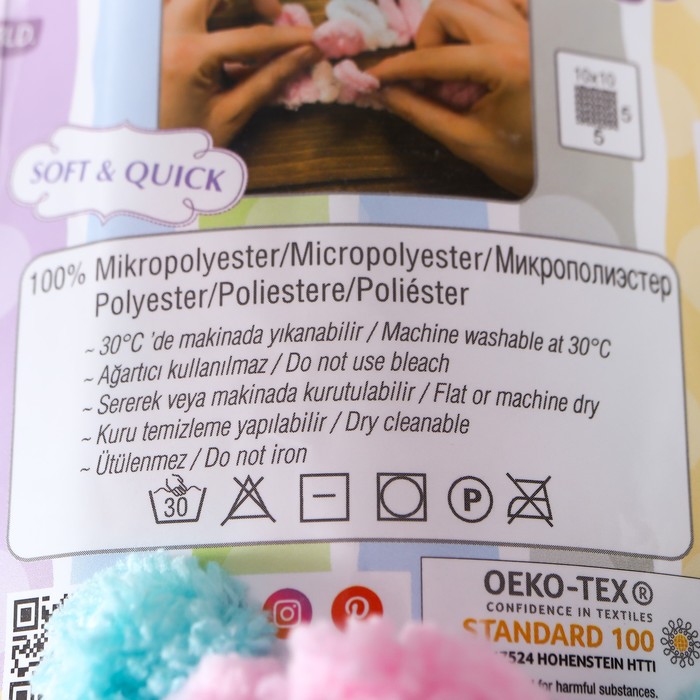 10x10
5
5
SOFT & QUICK
100% Mikropolyester/Micropolyester/Микрополиэстер
Polyester/Poliestere/Poliéster
~ 30°C 'de makinada yıkanabilir / Machine washable at 30°C
~ Ağartıcı kullanılmaz / Do not use bleach
~ Sererek veya makinada kurutulabilir / Flat or machine dry
~ Kuru temizleme yapılabilir / Dry cleanable
~ Ütülenmez / Do not iron
30
P
OEKO-TEX®
CONFIDENCE IN TEXTILES
STANDARD 100
7524 HOHENSTEIN HTTI
for harmful substances.